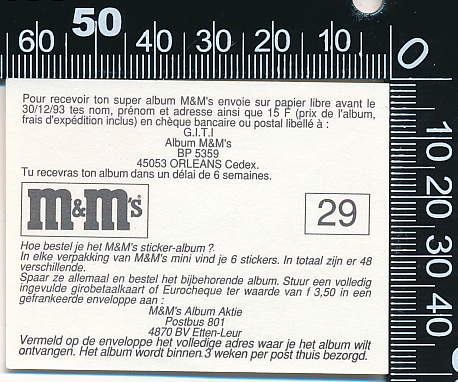 60 50 40 30 20 10 0
Pour recevoir ton super album M&M's envoie sur papier libre avant le
30/12/93 tes nom, prénom et adresse ainsi que 15 F (prix de l'album,
frais d'expédition inclus) en chèque bancaire ou postal libellé à :
G.I.T.I
Album M&M's
BP 5359
45053 ORLEANS Cedex.
Tu recevras ton album dans un délai de 6 semaines.
m&m's
29
Hoe bestel je het M&M's sticker-album ?
In elke verpakking van M&M's mini vind je 6 stickers. In totaal zijn er 48
verschillende.
Spaar ze allemaal en bestel het bijbehorende album. Stuur een volledig
ingevulde girobetaalkaart of Eurocheque ter waarde van f 3,50 in een
gefrankeerde enveloppe aan :
M&M's Album Aktie
Postbus 801
4870 BV Etten-Leur
Vermeld op de enveloppe het volledige adres waar je het album wilt
ontvangen. Het album wordt binnen 3 weken per post thuis bezorgd.
10
20
30
40